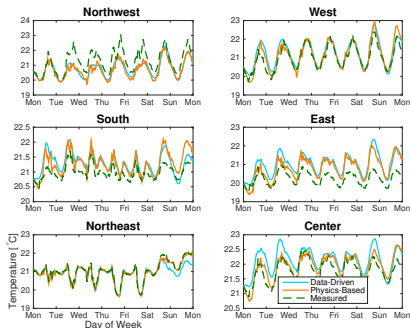 Northwest
24
23
22
21
20
19
Mon Tue Wed Thu Fri Sat Sun Mon
West
23
22
21
20
19
Mon Tue Wed Thu Fri Sat Sun Mon
South
22.5
22
21.5
21
20.5
20
Mon Tue Wed Thu Fri Sat Sun Mon
East
23
22
21
20
19
Mon Tue Wed Thu Fri Sat Sun Mon
Northeast
23
22
21
20
19
Mon Tue Wed Thu Fri Sat Sun Mon
Temperature [ °C]
Day of Week
Center
23
22.5
22
21.5
21
20.5
Mon Tue Wed Thu Fri Sat Sun Mon
Data-Driven
Physics-Based
Measured